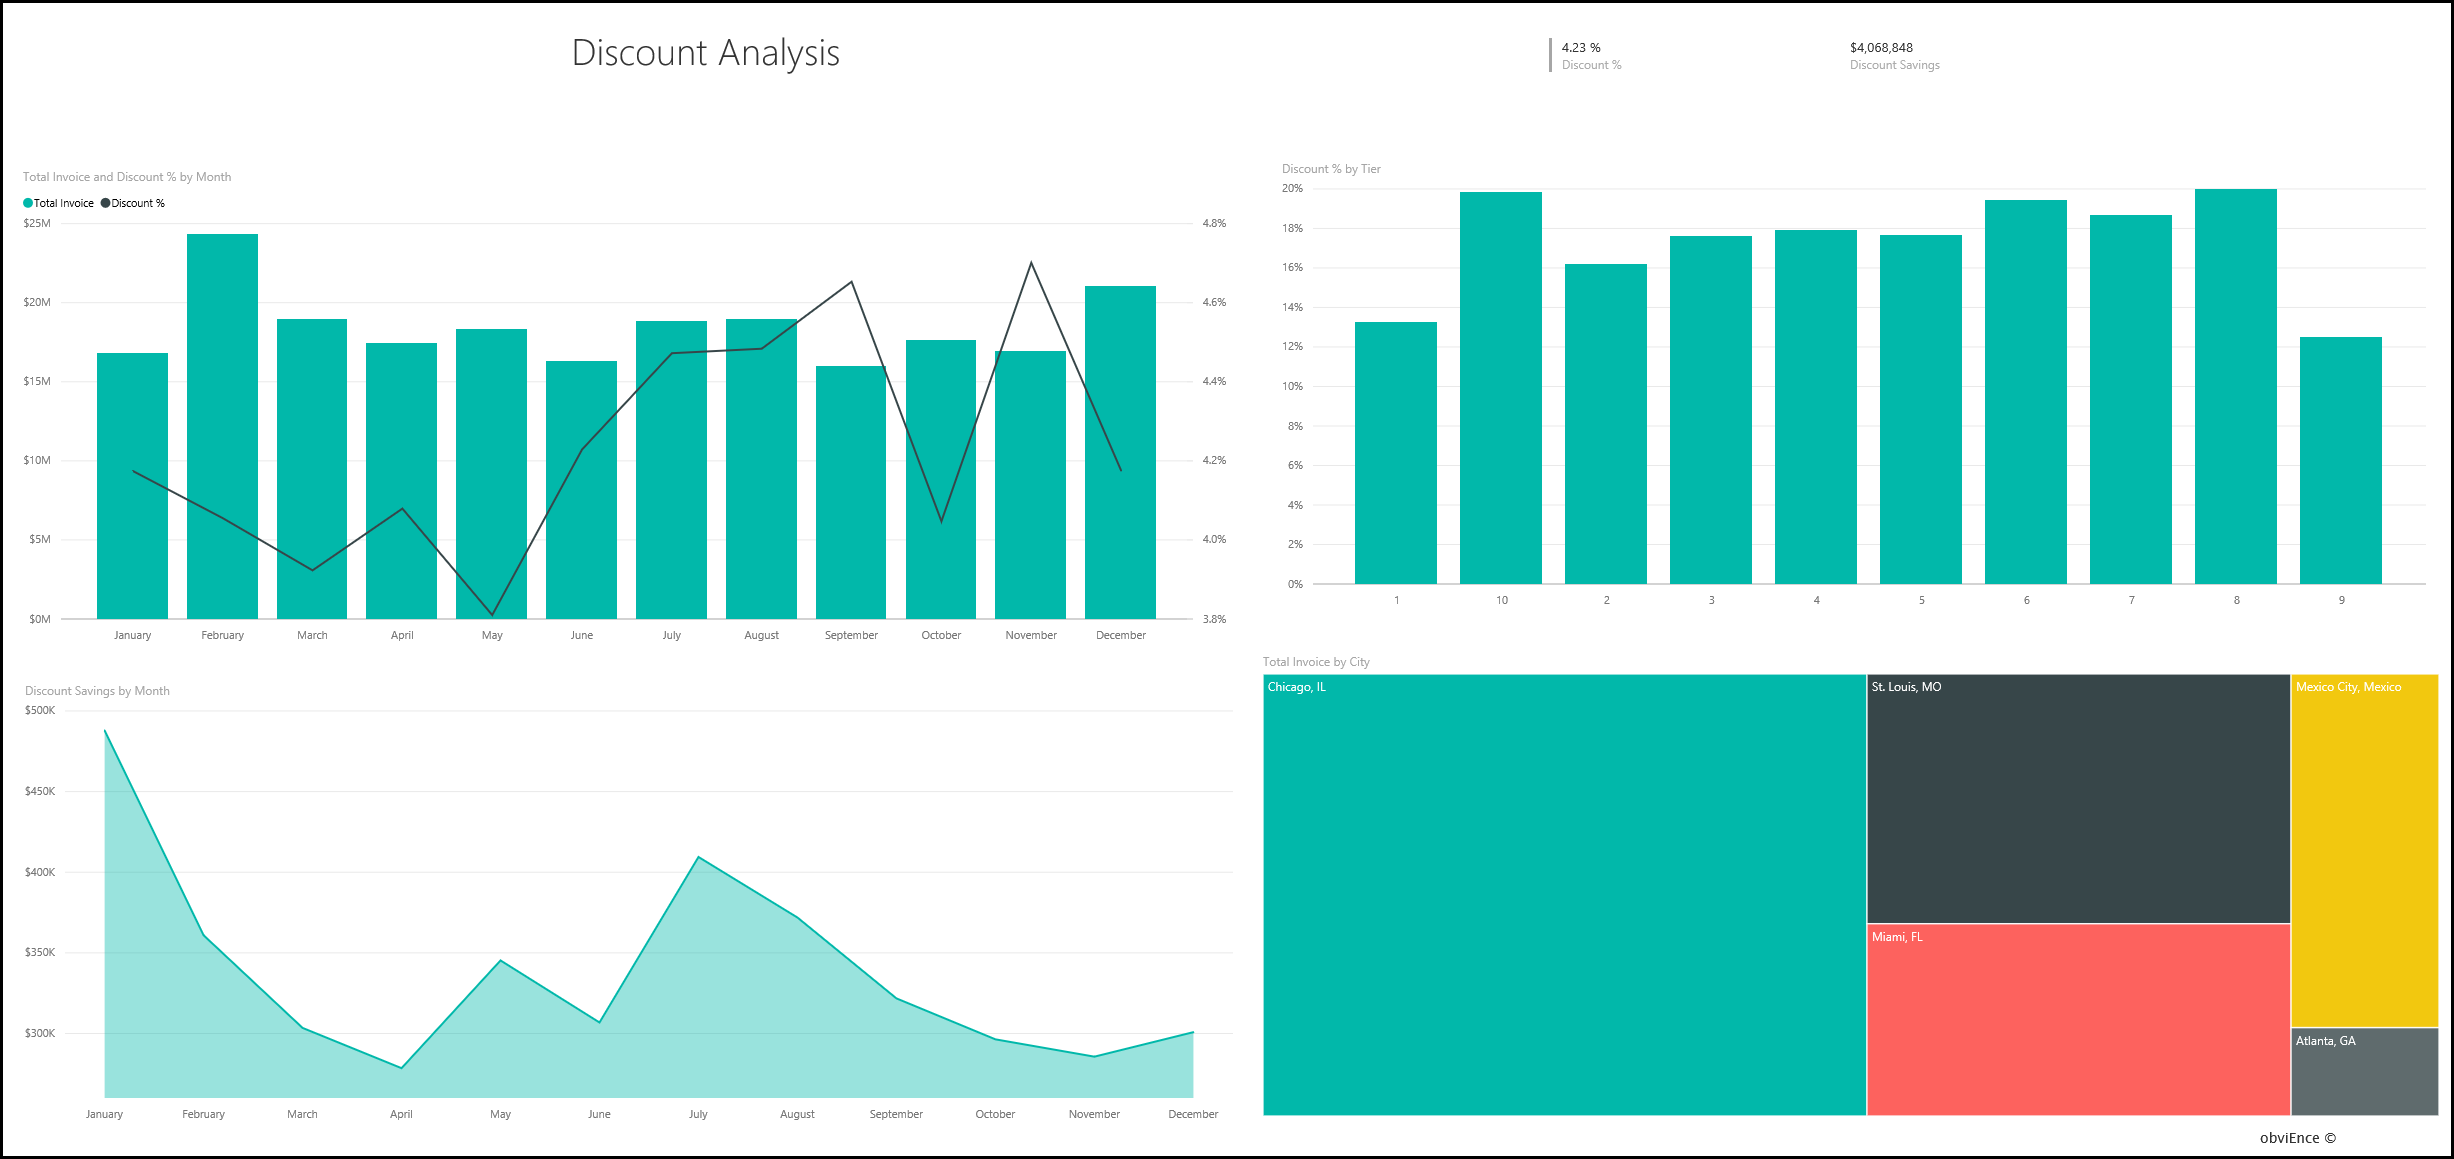 Discount Analysis
4.23 %
Discount %
$4,068,848
Discount Savings
Total Invoice and Discount % by Month
Total Invoice Discount %
$25M
$20M
$15M
$10M
$5M
$0M
4.8%
4.6%
4.4%
4.2%
4.0%
3.8%
January February March April May June July August September October November December
Discount % by Tier
20%
18%
16%
14%
12%
10%
8%
6%
4%
2%
0%
1 10 2 3 4 5 6 7 8 9
Discount Savings by Month
$500K
$450K
$400K
$350K
$300K
January February March April May June July August September October November December
Total Invoice by City
Chicago, IL
St. Louis, MO
Mexico City, Mexico
Miami, FL
Atlanta, GA
obviEnce ©